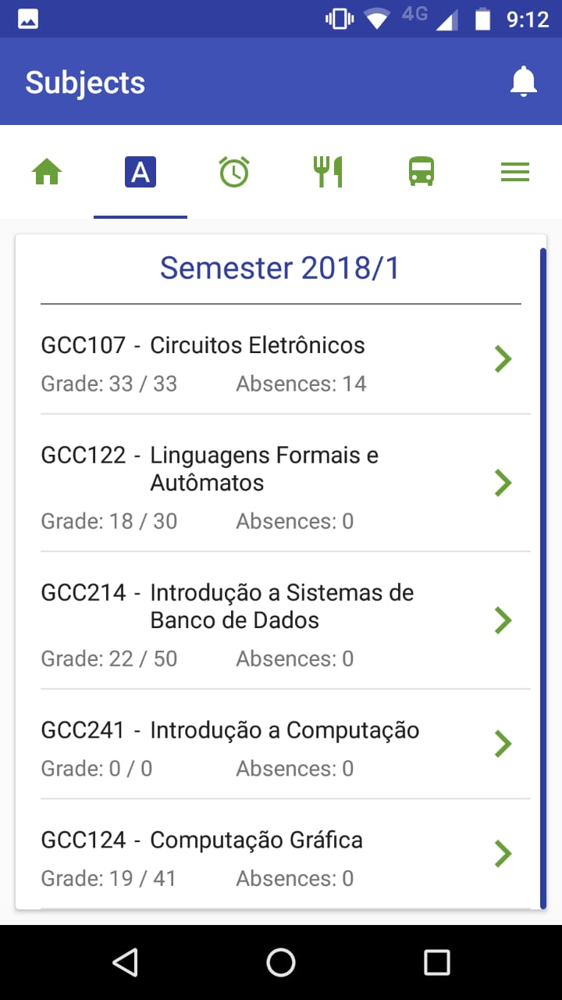 4G 9:12
Subjects
A
Semester 2018/1
GCC107 - Circuitos Eletrônicos
Grade: 33 / 33 Absences: 14
GCC122 - Linguagens Formais e
Autômatos
Grade: 18 / 30 Absences: 0
GCC214 - Introdução a Sistemas de
Banco de Dados
Grade: 22 / 50 Absences: 0
GCC241 - Introdução a Computação
Grade: 0 / 0 Absences: 0
GCC124 - Computação Gráfica
Grade: 19 / 41 Absences: 0